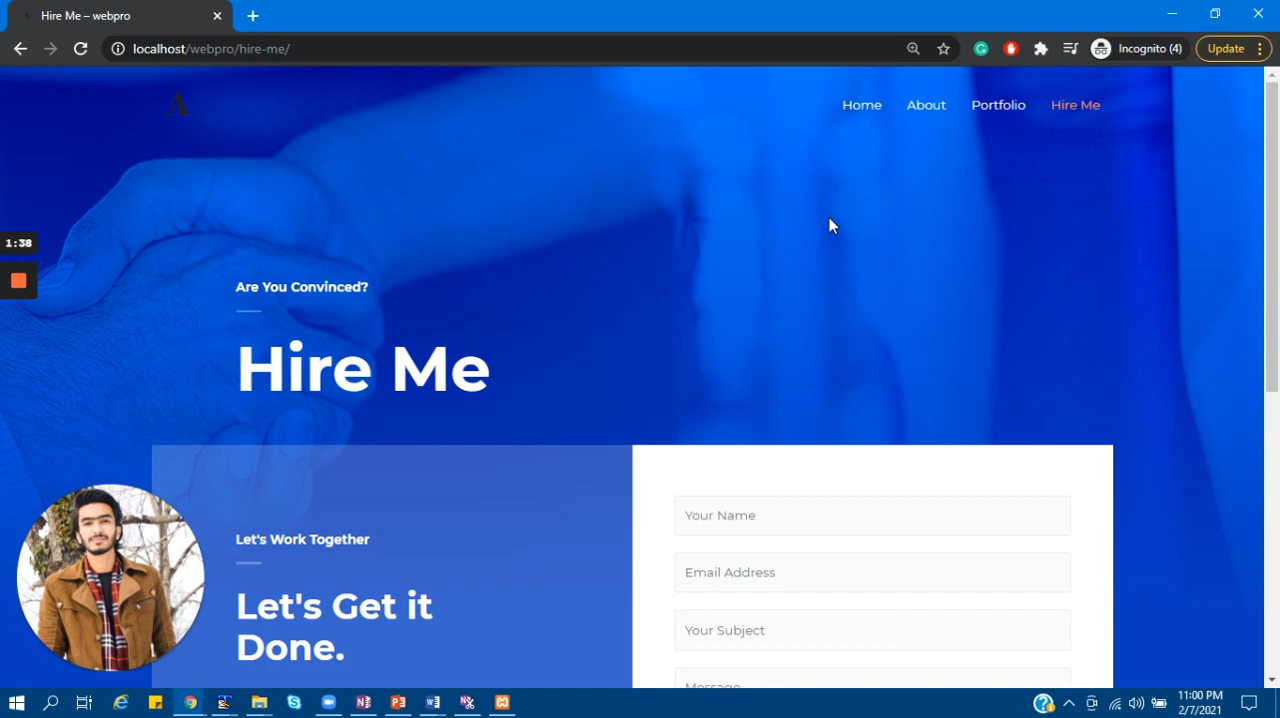 Hire Me – webpro
localhost/webpro/hire-me/
Incognito (4)
Update
A
Home
About
Portfolio
Hire Me
1:38
Are You Convinced?
Hire Me
Let's Work Together
Let's Get it
Done.
Your Name
Email Address
Your Subject
Message
11:00 PM
2/7/2021